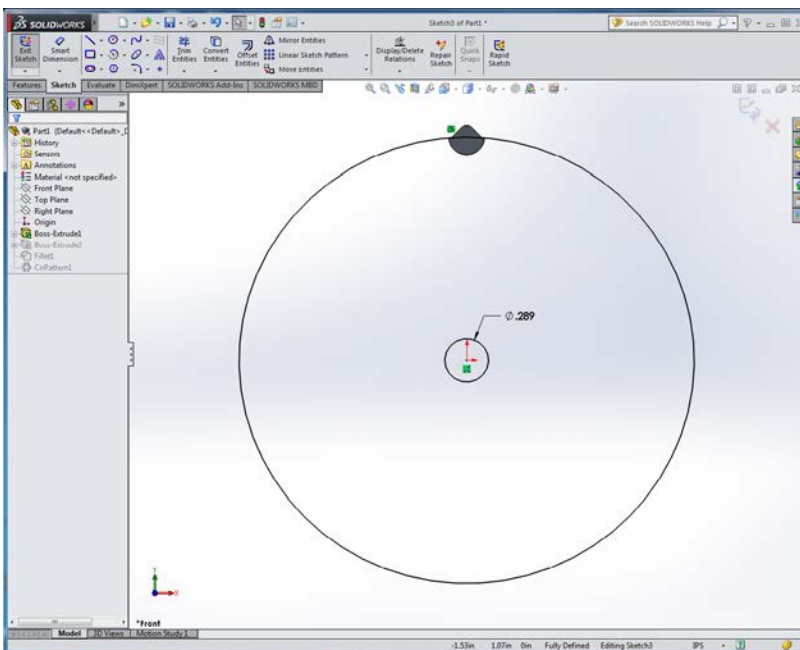 SOLIDWORKS
Sketch3 of Part1 *
Search SOLIDWORKS Help
Exit Sketch
Smart Dimension
Trim Entities
Convert Entities
Offset Entities
Mirror Entities
Linear Sketch Pattern
Move Entities
Display/Delete Relations
Repair Sketch
Quick Snaps
Rapid Sketch
Features Sketch Evaluate DimXpert SOLIDWORKS Add-Ins SOLIDWORKS MBD
Part1 (Default<<Default>_D
History
Sensors
Annotations
Material <not specified>
Front Plane
Top Plane
Right Plane
Origin
Boss-Extrude1
Boss-Extrude2
Fillet1
CirPattern1
Ø.289
Y
X
*Front
Model 3D Views Motion Study 1
-1.53in 1.07in 0in Fully Defined Editing Sketch3 IPS